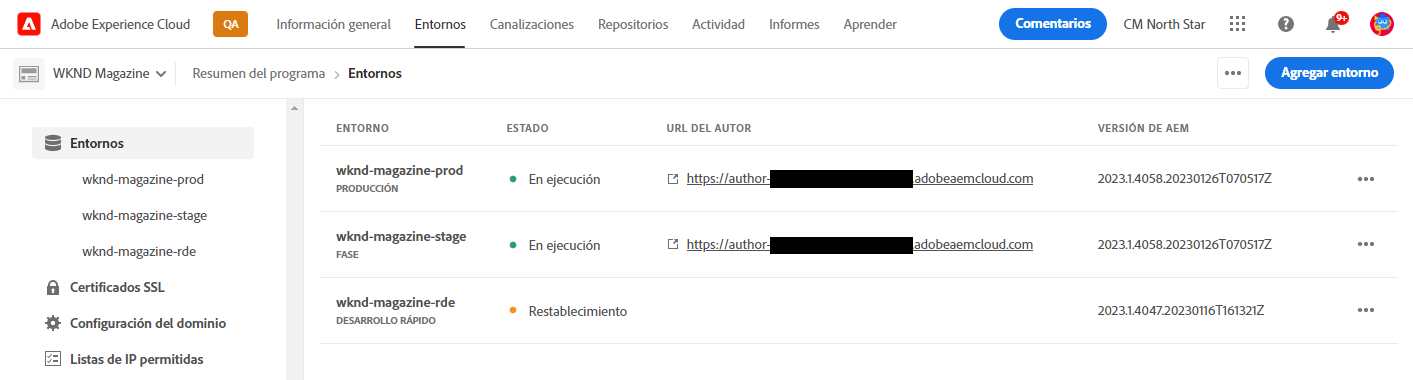 Adobe Experience Cloud QA Información general Entornos Canalizaciones Repositorios Actividad Informes Aprender Comentarios CM North Star 9+
WKND Magazine Resumen del programa > Entornos Agregar entorno
Entornos
wknd-magazine-prod
wknd-magazine-stage
wknd-magazine-rde
Certificados SSL
Configuración del dominio
Listas de IP permitidas
ENTORNO ESTADO URL DEL AUTOR VERSIÓN DE AEM
wknd-magazine-prod
PRODUCCIÓN
En ejecución https://author- .adobeaemcloud.com 2023.1.4058.20230126T070517Z
wknd-magazine-stage
FASE
En ejecución https://author- .adobeaemcloud.com 2023.1.4058.20230126T070517Z
wknd-magazine-rde
DESARROLLO RÁPIDO
Restablecimiento 2023.1.4047.20230116T161321Z